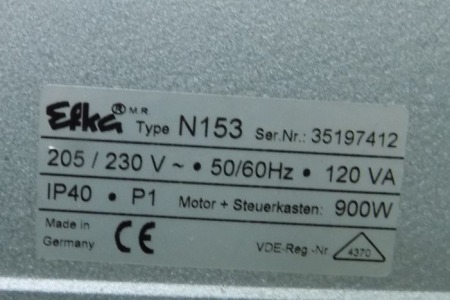 Efka ® M.R. Type N153 Ser.Nr.: 35197412
205 / 230 V ~ • 50/60Hz • 120 VA
IP40 • P1 Motor + Steuerkasten: 900W
Made in
Germany CE VDE-Reg.-Nr 4370